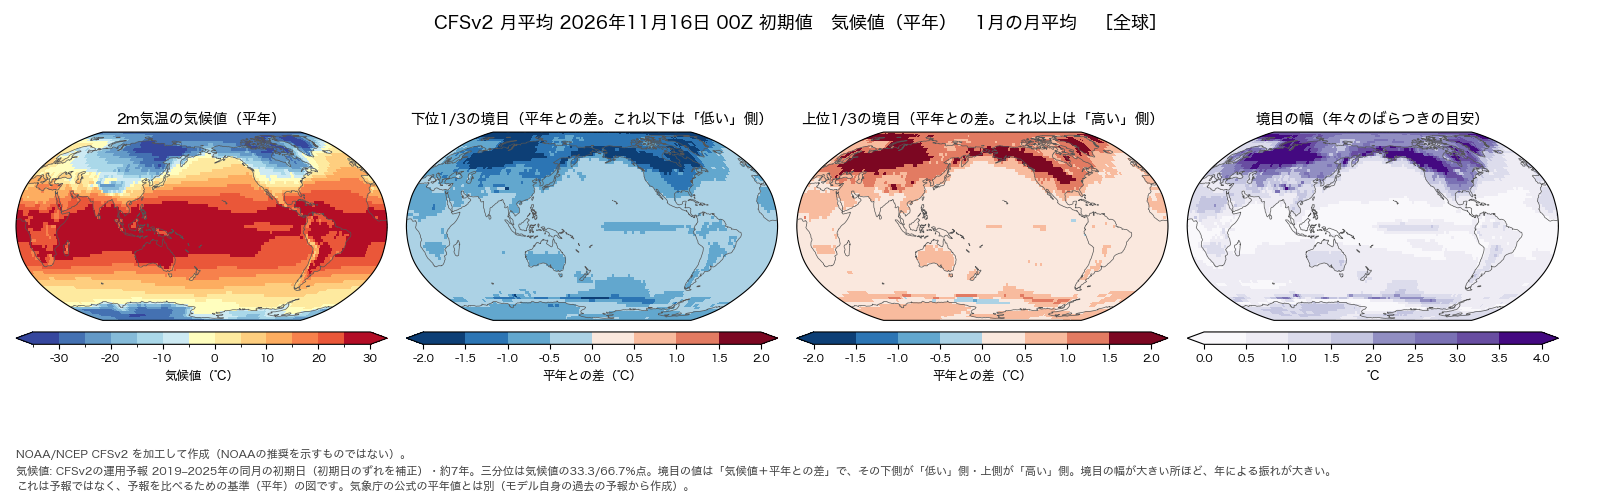 CFSv2 月平均 2026年11月16日 00Z 初期値　気候値（平年）　1月の月平均　［全球］
2m気温の気候値（平年）
下位1/3の境目（平年との差。これ以下は「低い」側）
上位1/3の境目（平年との差。これ以上は「高い」側）
境目の幅（年々のばらつきの目安）
-30 -20 -10 0 10 20 30
-2.0 -1.5 -1.0 -0.5 0.0 0.5 1.0 1.5 2.0
-2.0 -1.5 -1.0 -0.5 0.0 0.5 1.0 1.5 2.0
0.0 0.5 1.0 1.5 2.0 2.5 3.0 3.5 4.0
気候値（℃）
平年との差（℃）
平年との差（℃）
℃
NOAA/NCEP CFSv2 を加工して作成（NOAAの推奨を示すものではない）。
気候値: CFSv2の運用予報 2019–2025年の同月の初期日（初期日のずれを補正）・約7年。三分位は気候値の33.3/66.7%点。境目の値は「気候値＋平年との差」で、その下側が「低い」側・上側が「高い」側。境目の幅が大きい所ほど、年による振れが大きい。
これは予報ではなく、予報を比べるための基準（平年）の図です。気象庁の公式の平年値とは別（モデル自身の過去の予報から作成）。